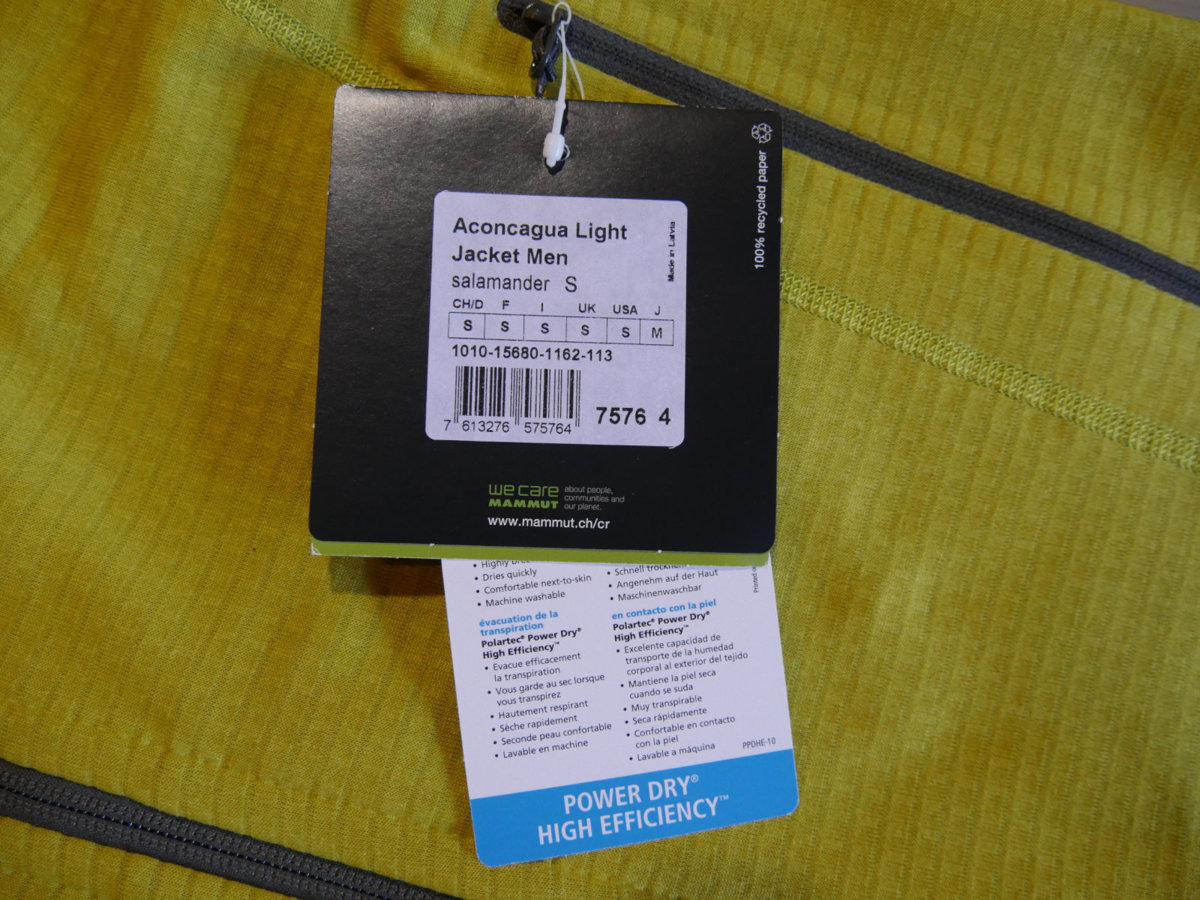 Aconcagua Light
Jacket Men
salamander S
Made in Latvia
CH/D F I UK USA J
S S S S S M
1010-15680-1162-113
7 613276 575764
7576 4
100% recycled paper
we care
MAMMUT
about people,
communities and
our planet.
www.mammut.ch/cr
• Highly
• Dries quickly
• Comfortable next-to-skin
• Machine washable
évacuation de la
transpiration
Polartec® Power Dry®
High Efficiency™
• Evacue efficacement
la transpiration
• Vous garde au sec lorsque
vous transpirez
• Hautement respirant
• Sèche rapidement
• Seconde peau confortable
• Lavable en machine
• Schnell
• Angenehm auf der Haut
• Maschinenwaschbar
en contacto con la piel
Polartec® Power Dry®
High Efficiency™
• Excelente capacidad de
transporte de la humedad
corporal al exterior del tejido
• Mantiene la piel seca
cuando se suda
• Muy transpirable
• Seca rápidamente
• Confortable en contacto
con la piel
• Lavable a máquina
PPDHE-10
Printed
POWER DRY®
HIGH EFFICIENCY™